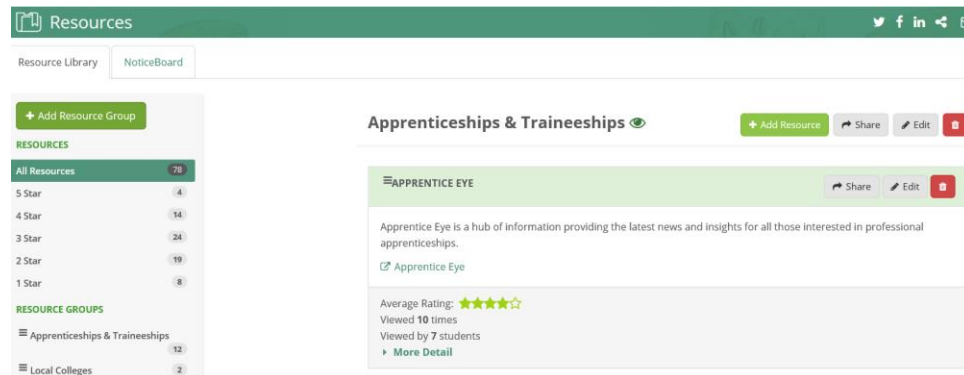 Resources
Resource Library
NoticeBoard
+ Add Resource Group
RESOURCES
All Resources 78
5 Star 4
4 Star 14
3 Star 24
2 Star 19
1 Star 8
RESOURCE GROUPS
Apprenticeships & Traineeships
12
Local Colleges 2
Apprenticeships & Traineeships
+ Add Resource
Share
Edit
APPRENTICE EYE
Share
Edit
Apprentice Eye is a hub of information providing the latest news and insights for all those interested in professional
apprenticeships.
Apprentice Eye
Average Rating:
Viewed 10 times
Viewed by 7 students
More Detail